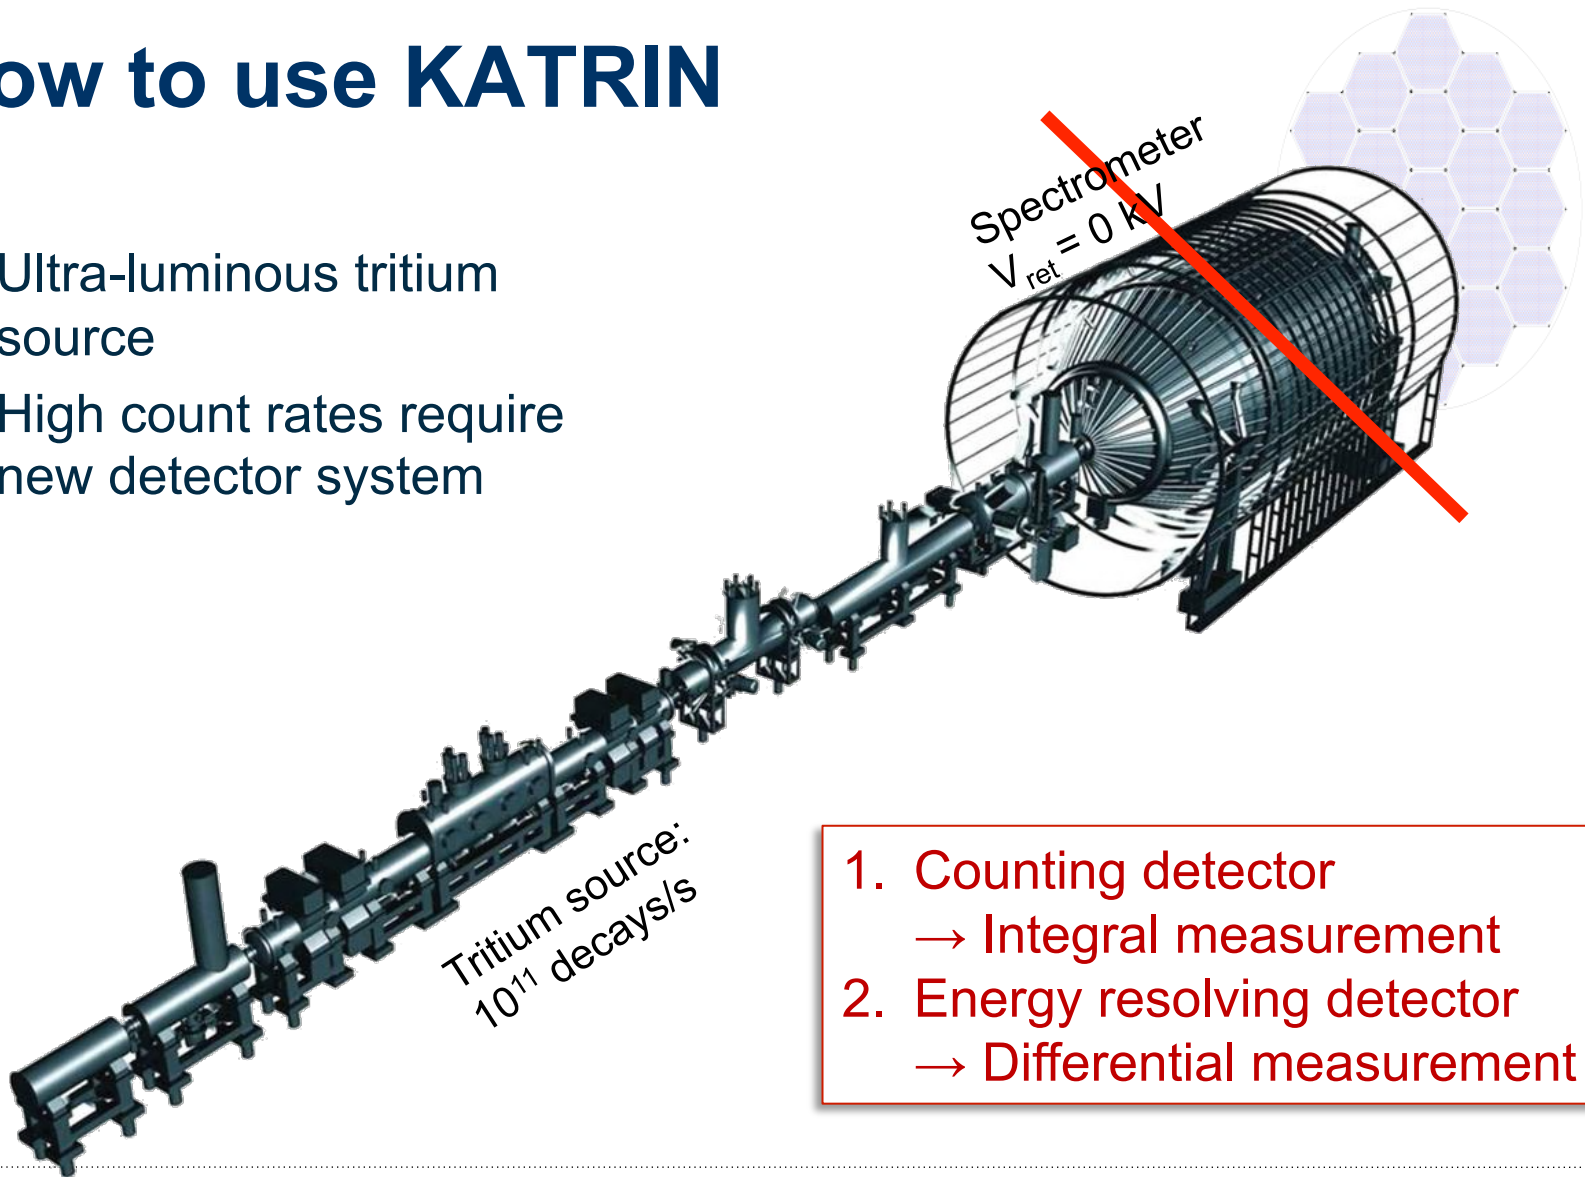 ow to use KATRIN
Spectrometer
V ret = 0 kV
Ultra-luminous tritium
source
High count rates require
new detector system
Tritium source:
10¹¹ decays/s
1. Counting detector
→ Integral measurement
2. Energy resolving detector
→ Differential measurement